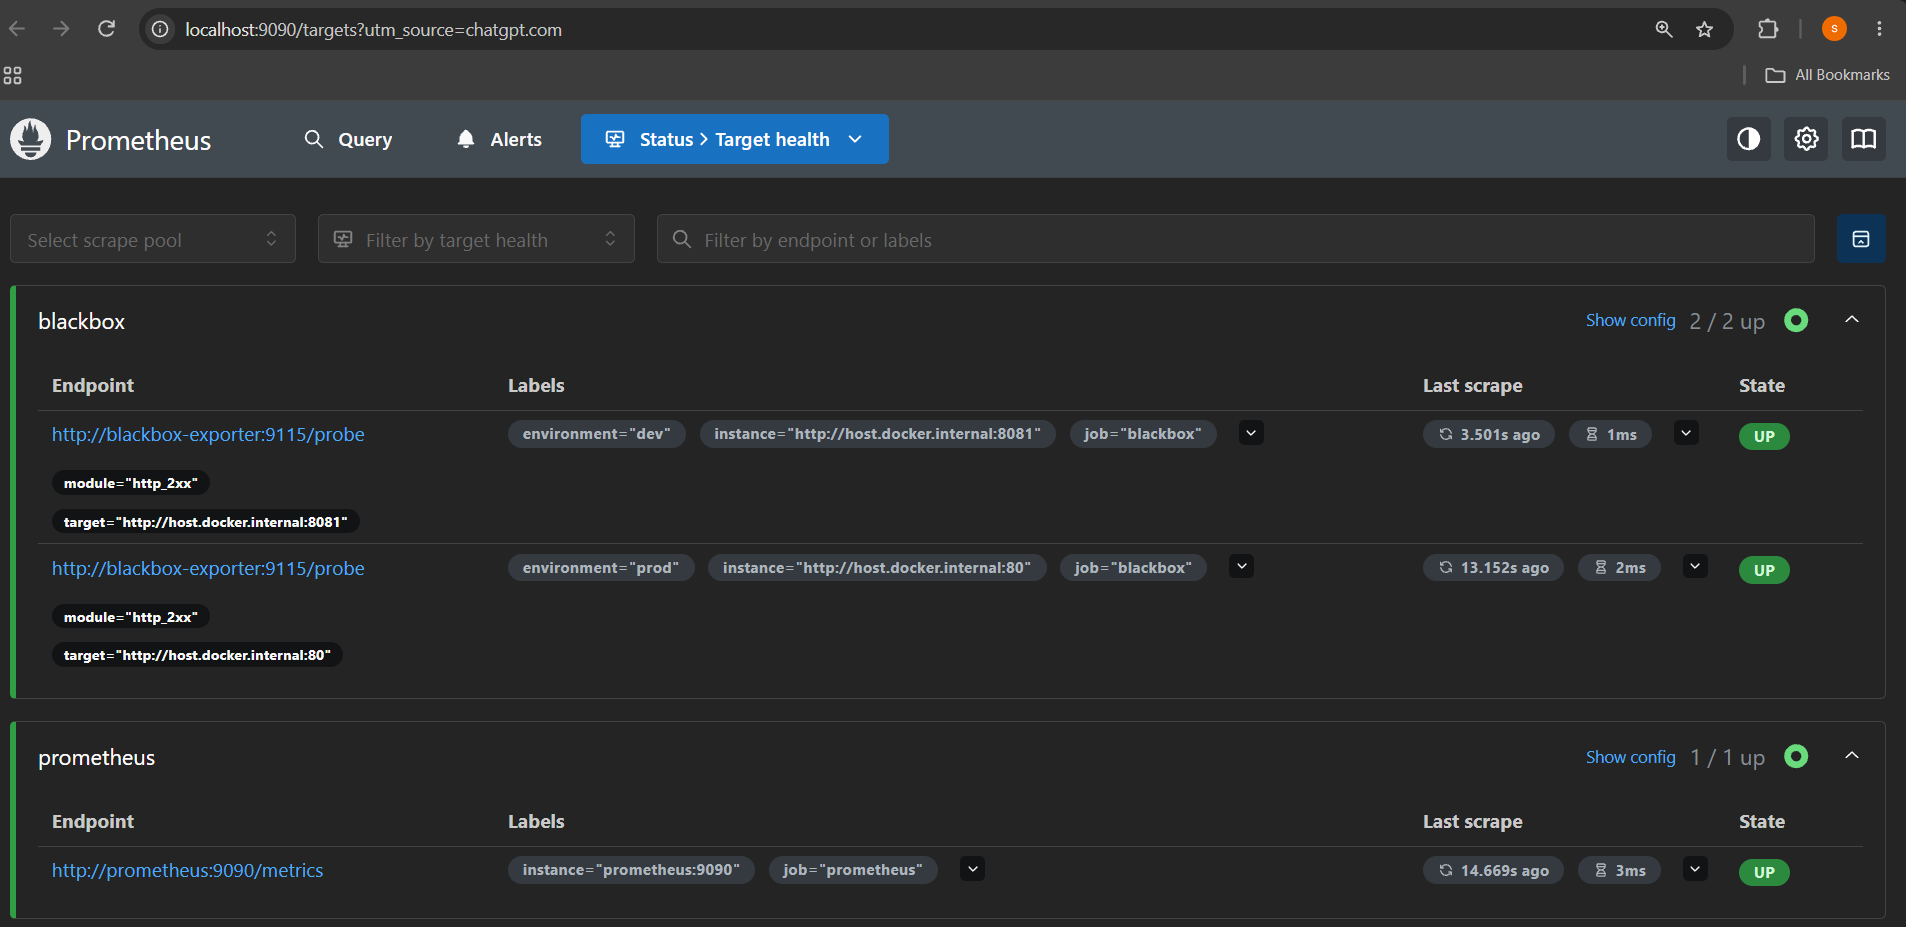 localhost:9090/targets?utm_source=chatgpt.com
S
All Bookmarks
Prometheus Query Alerts Status > Target health
Select scrape pool Filter by target health Filter by endpoint or labels
blackbox Show config 2 / 2 up
Endpoint Labels Last scrape State
http://blackbox-exporter:9115/probe environment="dev" instance="http://host.docker.internal:8081" job="blackbox" 3.501s ago 1ms UP
module="http_2xx"
target="http://host.docker.internal:8081"
http://blackbox-exporter:9115/probe environment="prod" instance="http://host.docker.internal:80" job="blackbox" 13.152s ago 2ms UP
module="http_2xx"
target="http://host.docker.internal:80"
prometheus Show config 1 / 1 up
Endpoint Labels Last scrape State
http://prometheus:9090/metrics instance="prometheus:9090" job="prometheus" 14.669s ago 3ms UP